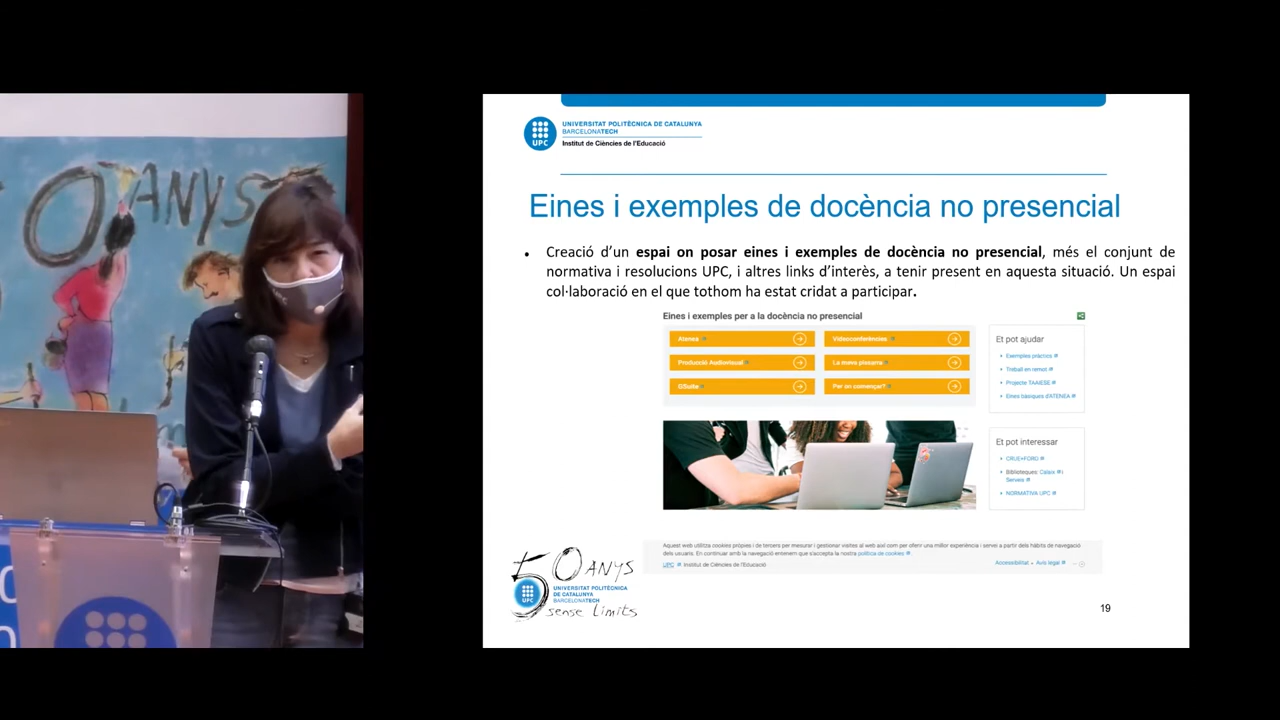 0 ANYS
UNIVERSITAT POLITÈCNICA DE CATALUNYA
BARCELONATECH
Institut de Ciències de l'Educació
UPC
Eines i exemples de docència no presencial
• Creació d'un espai on posar eines i exemples de docència no presencial, més el conjunt de
normativa i resolucions UPC, i altres links d'interès, a tenir present en aquesta situació. Un espai
col·laboració en el que tothom ha estat cridat a participar.
Eines i exemples per a la docència no presencial
Atenea
Videoconferències
Producció Audiovisual
La meva pissarra
GSuite
Per on començar?
Et pot ajudar
• Exemples pràctics
• Treball en remot
• Projecte TAAIESE
• Eines bàsiques d'ATENEA
Et pot interessar
• CRUE+FORO
• Biblioteques: Calaix i
Serveis
• NORMATIVA UPC
Aquest web utilitza cookies pròpies i de tercers per mesurar i gestionar visites al web així com per oferir una millor experiència i servei a partir dels hàbits de navegació
dels usuaris. En continuar amb la navegació entenem que s'accepta la nostra política de cookies
UPC Institut de Ciències de l'Educació
Accessibilitat • Avís legal
50 ANYS
UNIVERSITAT POLITÈCNICA
DE CATALUNYA
BARCELONATECH
UPC
sense límits
19